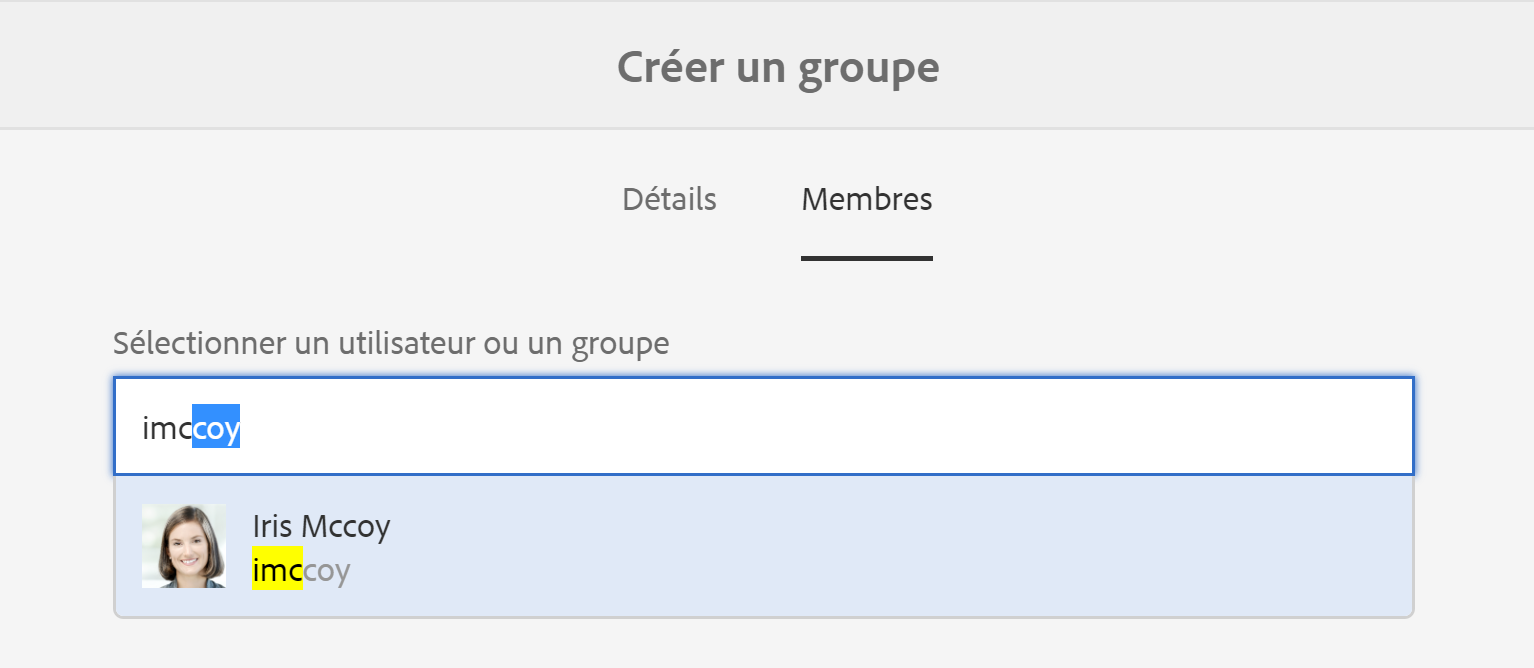 Créer un groupe
Détails Membres
Sélectionner un utilisateur ou un groupe
imccoy
Iris Mccoy
imccoy